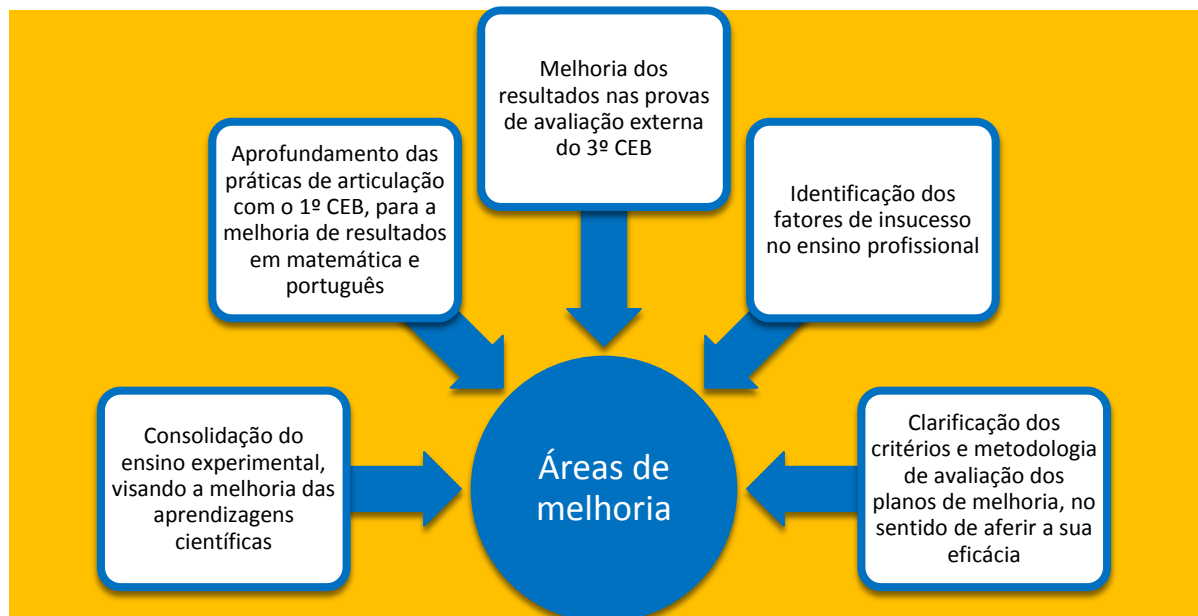 Melhoria dos
resultados nas provas
de avaliação externa
do 3º CEB
Aprofundamento das
práticas de articulação
com o 1º CEB, para a
melhoria de resultados
em matemática e
português
Identificação dos
fatores de insucesso
no ensino profissional
Consolidação do
ensino experimental,
visando a melhoria das
aprendizagens
científicas
Clarificação dos
critérios e metodologia
de avaliação dos
planos de melhoria, no
sentido de aferir a sua
eficácia
Áreas de
melhoria